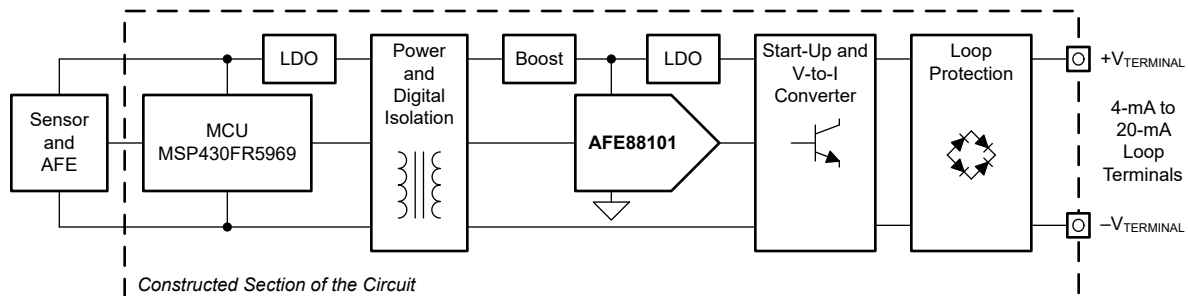 LDO
Power
and
Digital
Isolation
Boost
LDO
Start-Up and
V-to-I
Converter
Loop
Protection
+VTERMINAL
Sensor
and
AFE
MCU
MSP430FR5969
AFE88101
4-mA to
20-mA
Loop
Terminals
–VTERMINAL
Constructed Section of the Circuit